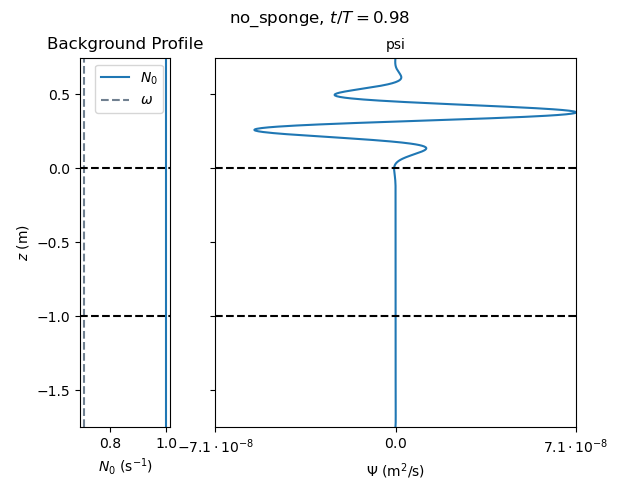 no_sponge, t/T = 0.98
Background Profile
psi
N₀
ω
0.5
0.0
−0.5
−1.0
−1.5
z (m)
0.8
1.0
N₀ (s⁻¹)
−7.1 · 10⁻⁸
0.0
7.1 · 10⁻⁸
Ψ (m²/s)